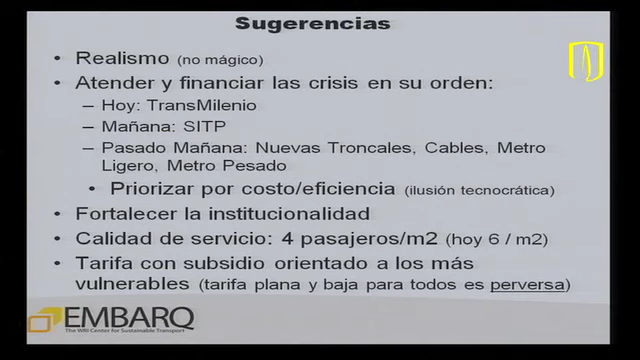 Sugerencias
• Realismo (no mágico)
• Atender y financiar las crisis en su orden:
– Hoy: TransMilenio
– Mañana: SITP
– Pasado Mañana: Nuevas Troncales, Cables, Metro
Ligero, Metro Pesado
• Priorizar por costo/eficiencia (ilusión tecnocrática)
• Fortalecer la institucionalidad
• Calidad de servicio: 4 pasajeros/m2 (hoy 6 / m2)
• Tarifa con subsidio orientado a los más
vulnerables (tarifa plana y baja para todos es perversa)
EMBARQ
The WRI Center for Sustainable Transport